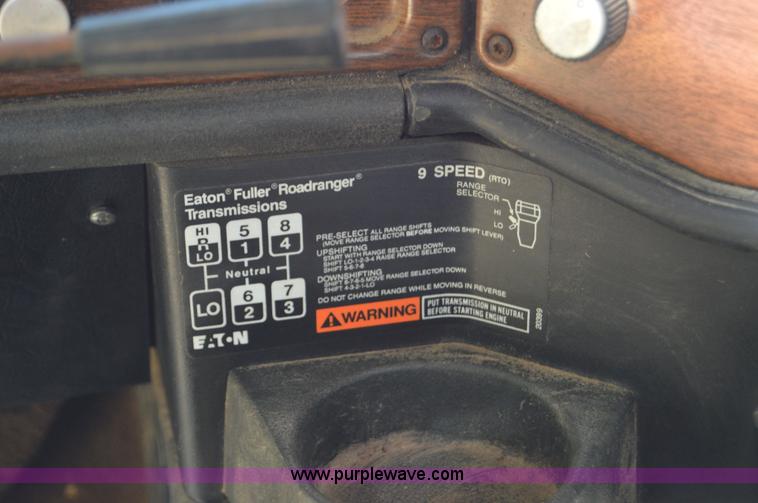 Eaton® Fuller® Roadranger®
Transmissions
9 SPEED (RTO)
RANGE
SELECTOR
HI
LO
HI
R
LO
5
1
8
4
Neutral
LO
6
2
7
3
PRE-SELECT ALL RANGE SHIFTS
(MOVE RANGE SELECTOR BEFORE MOVING SHIFT LEVER)
UPSHIFTING
START WITH RANGE SELECTOR DOWN
SHIFT LO-1-2-3-4 RAISE RANGE SELECTOR
SHIFT 5-6-7-8
DOWNSHIFTING
SHIFT 8-7-6-5 MOVE RANGE SELECTOR DOWN
SHIFT 4-3-2-1-LO
DO NOT CHANGE RANGE WHILE MOVING IN REVERSE
WARNING
PUT TRANSMISSION IN NEUTRAL
BEFORE STARTING ENGINE
20399
EATON
www.purplewave.com